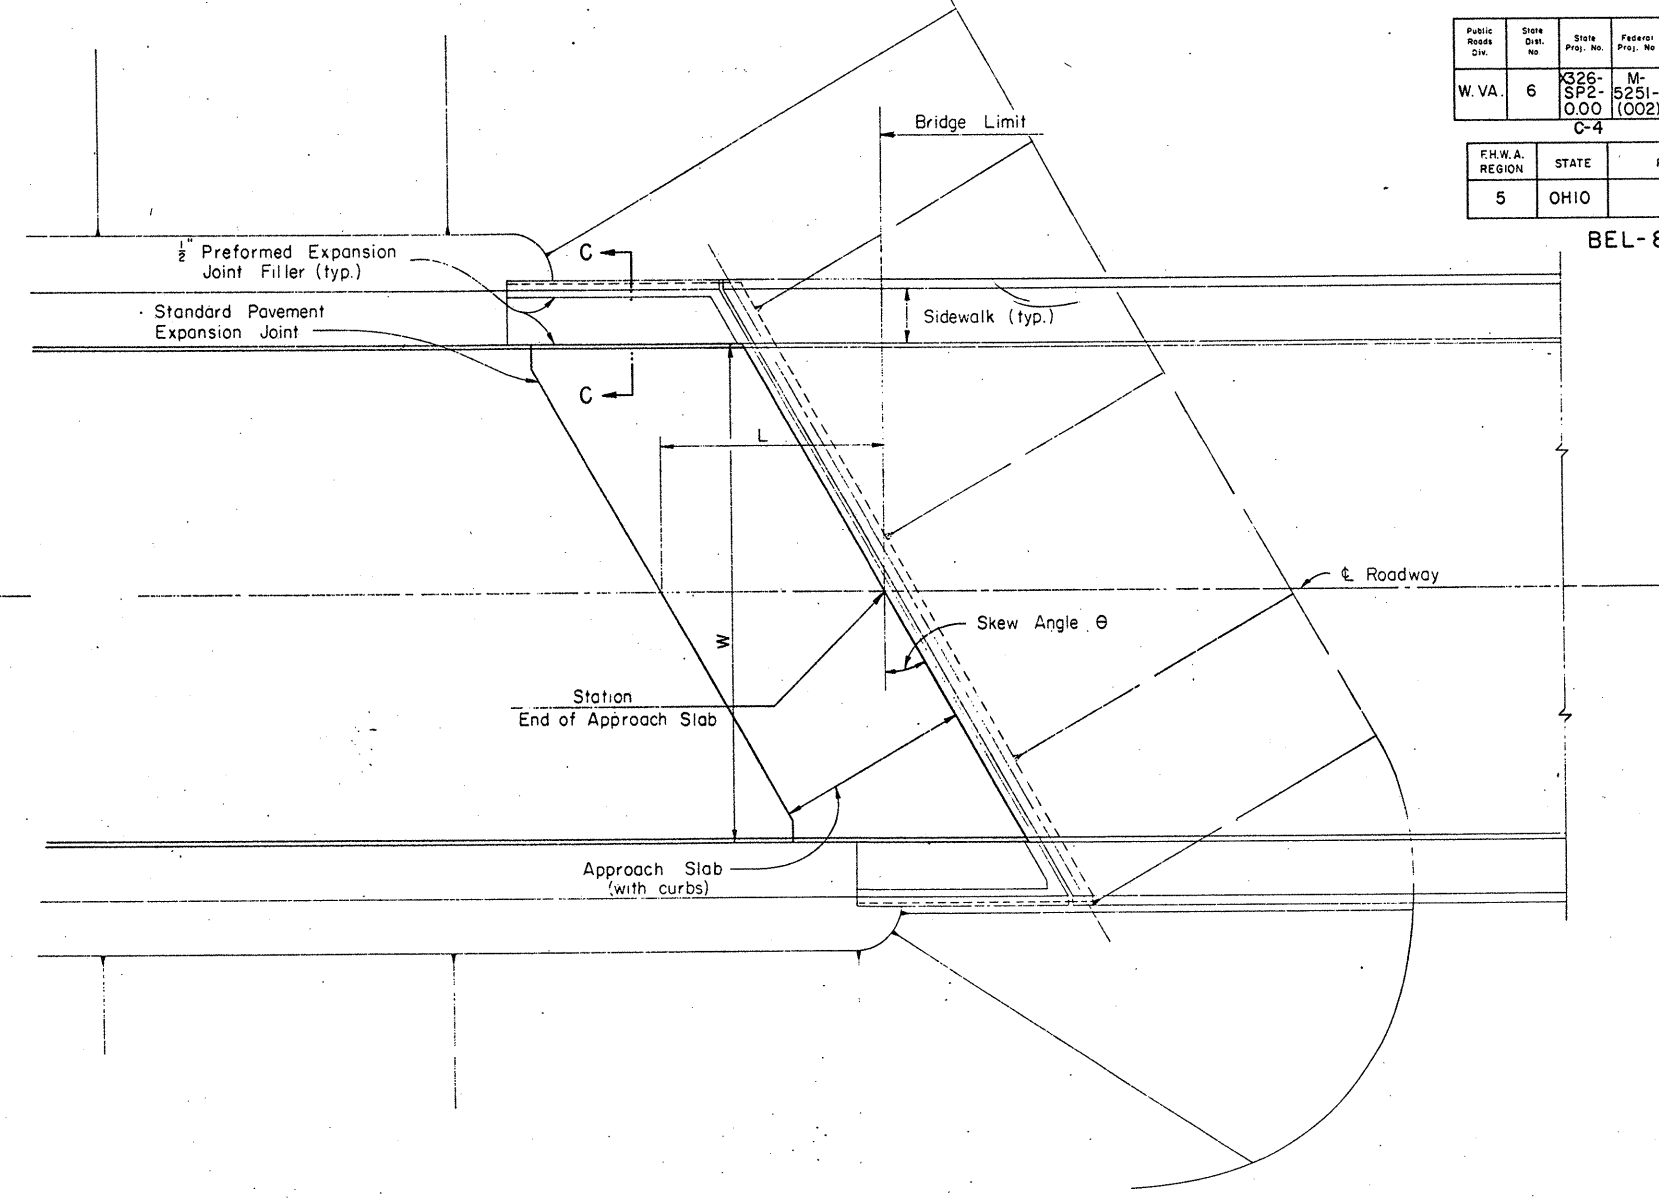 Public Roads Div.
State Dist. No
State Proj. No.
Federal Proj. No
W. VA.
6
X326-SP2-0.00
M-5251-(002)
C-4
F.H.W.A. REGION
STATE
5
OHIO
BEL-8
Bridge Limit
1/2" Preformed Expansion
Joint Filler (typ.)
C
Standard Pavement
Expansion Joint
Sidewalk (typ.)
C
L
℄ Roadway
Skew Angle θ
W
Station
End of Approach Slab
Approach Slab
(with curbs)